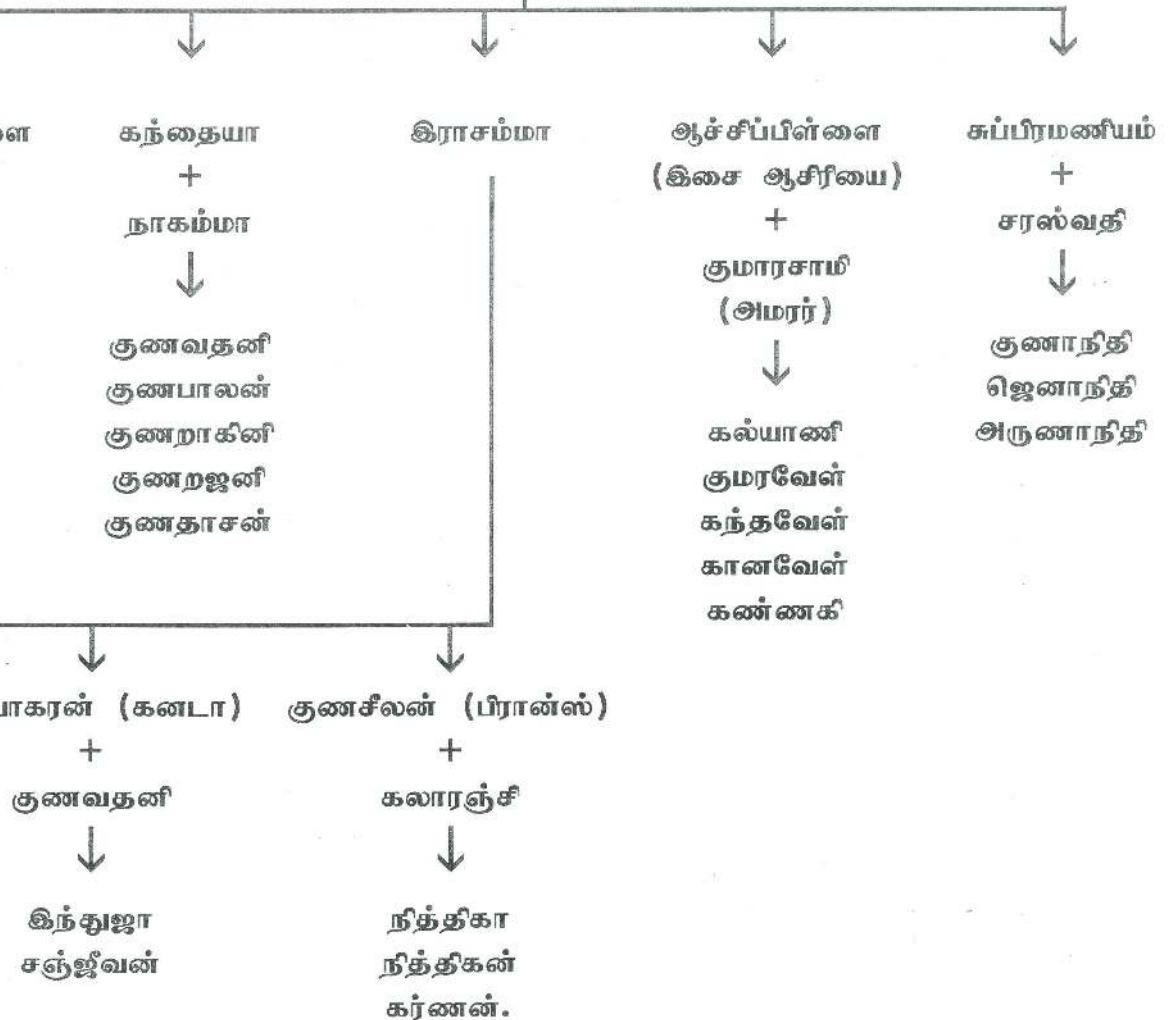 கந்தையா
+
நாகம்மா
குணவதனி
குணபாலன்
குணறாகினி
குணறஜனி
குணதாசன்
இராசம்மா
ஆச்சிப்பிள்ளை
(இசை ஆசிரியை)
+
குமாரசாமி
(அமரர்)
கல்யாணி
குமரவேள்
கந்தவேள்
கானவேள்
கண்ணகி
சுப்பிரமணியம்
+
சரஸ்வதி
குணாநிதி
ஜெனாநிதி
அருணாநிதி
(கனடா)
+
குணவதனி
இந்துஜா
சஞ்ஜீவன்
குணசீலன் (பிரான்ஸ்)
+
கலாரஞ்சி
நித்திகா
நித்திகன்
கர்ணன்.